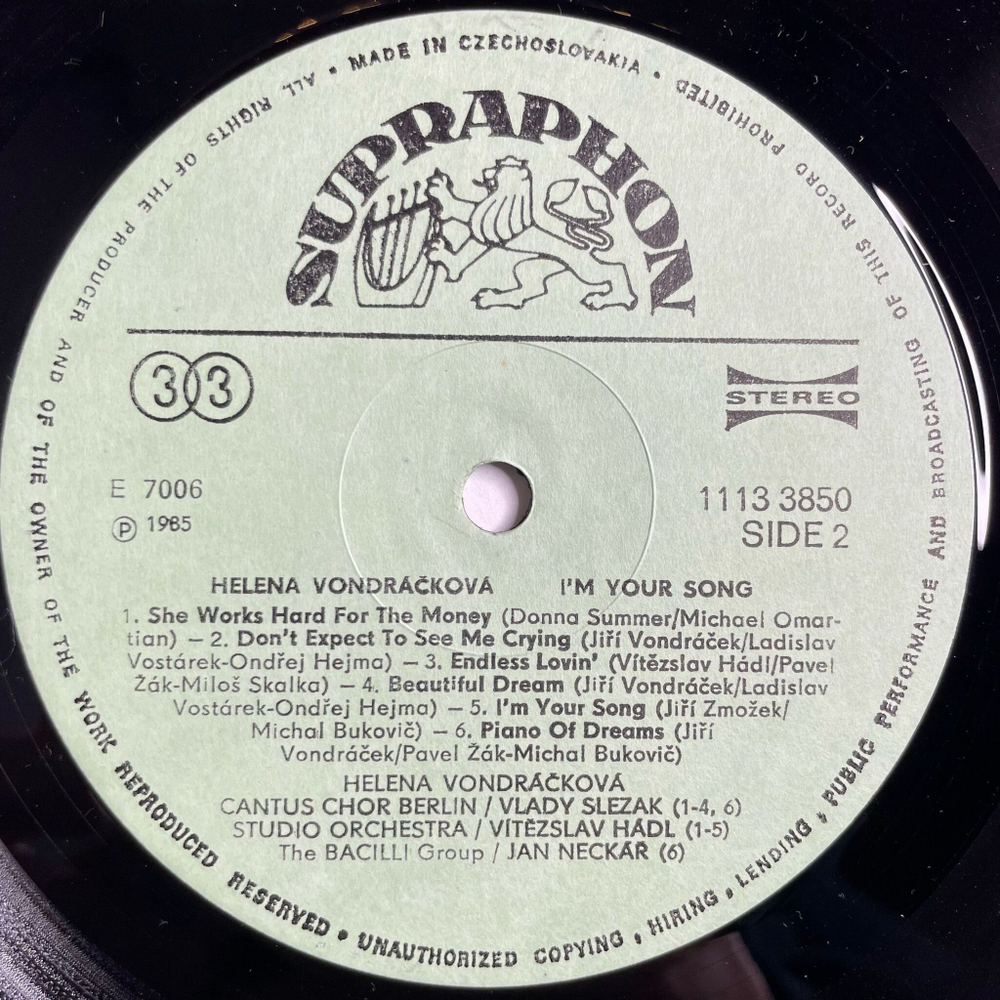 • MADE IN CZECHOSLOVAKIA •
ALL RIGHTS OF THE PRODUCER AND OF THE OWNER OF THE WORK REPRODUCED RESERVED • UNAUTHORIZED COPYING, HIRING, LENDING, PUBLIC PERFORMANCE AND BROADCASTING OF THIS RECORD PROHIBITED
SUPRAPHON
33
STEREO
E 7006
Ⓟ 1985
1113 3850
SIDE 2
HELENA VONDRÁČKOVÁ I'M YOUR SONG
1. She Works Hard For The Money (Donna Summer/Michael Omar-
tian) – 2. Don't Expect To See Me Crying (Jiří Vondráček/Ladislav
Vostárek-Ondřej Hejma) – 3. Endless Lovin' (Vítězslav Hádl/Pavel
Žák-Miloš Skalka) – 4. Beautiful Dream (Jiří Vondráček/Ladislav
Vostárek-Ondřej Hejma) – 5. I'm Your Song (Jiří Zmožek/
Michal Bukovič) – 6. Piano Of Dreams (Jiří
Vondráček/Pavel Žák-Michal Bukovič)
HELENA VONDRÁČKOVÁ
CANTUS CHOR BERLIN / VLADY SLEZAK (1-4, 6)
STUDIO ORCHESTRA / VÍTĚZSLAV HÁDL (1-5)
The BACILLI Group / JAN NECKÁR (6)